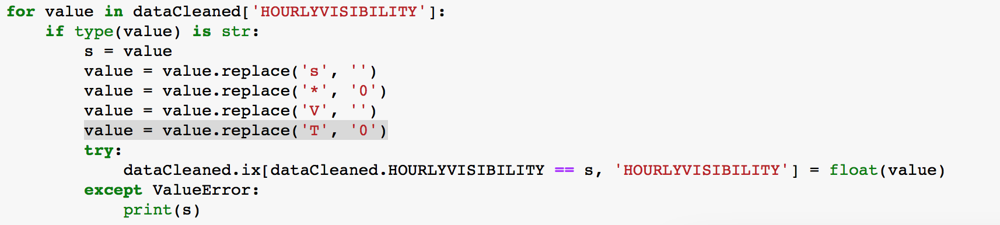 for value in dataCleaned['HOURLYVISIBILITY']:
    if type(value) is str:
        s = value
        value = value.replace('s', '')
        value = value.replace('*', '0')
        value = value.replace('V', '')
        value = value.replace('T', '0')
        try:
            dataCleaned.ix[dataCleaned.HOURLYVISIBILITY == s, 'HOURLYVISIBILITY'] = float(value)
        except ValueError:
            print(s)